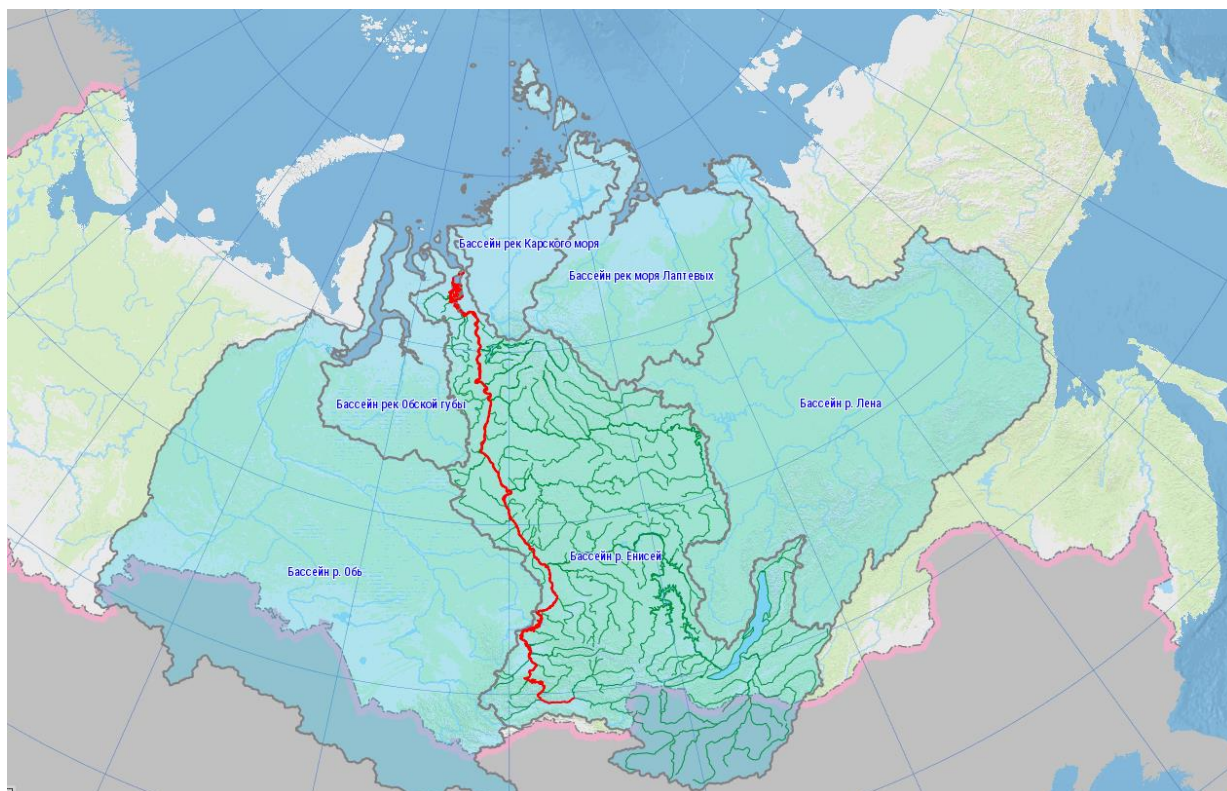 Бассейн рек Карского моря
Бассейн рек моря Лаптевых
Бассейн рек Обской губы
Бассейн р. Лена
Бассейн р. Енисей
Бассейн р. Обь